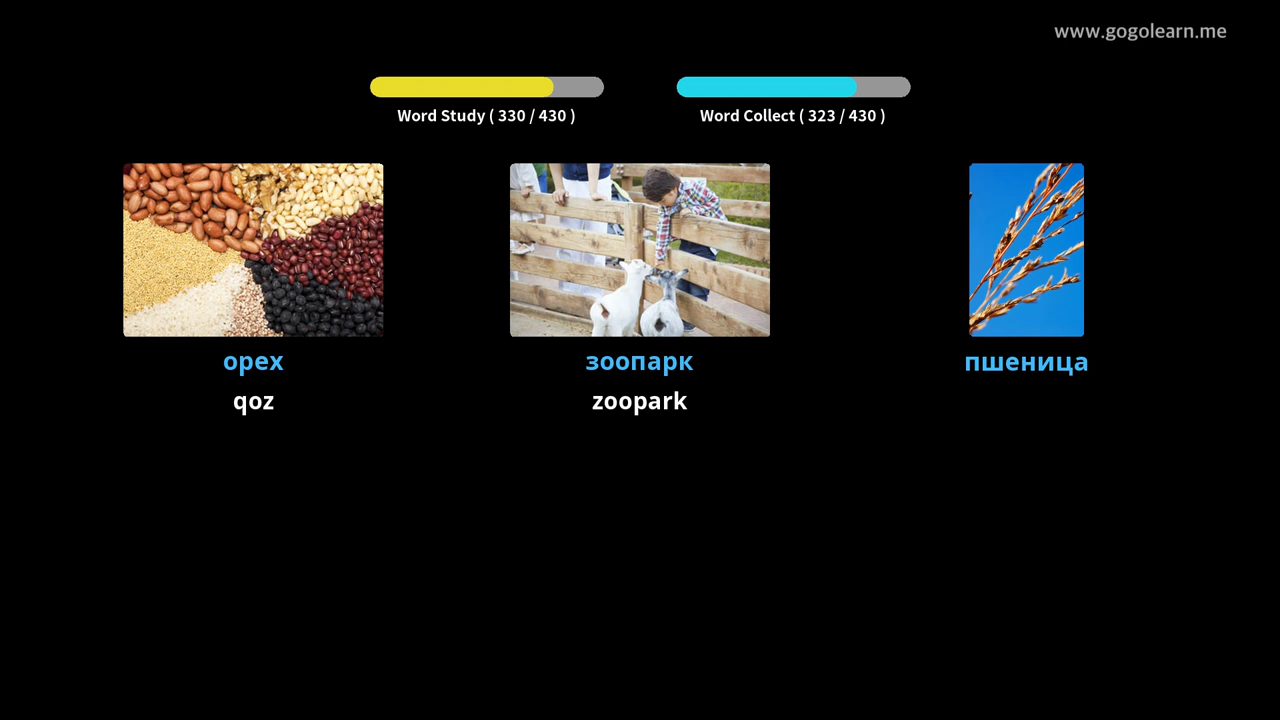 www.gogolearn.me
Word Study ( 330 / 430 )
Word Collect ( 323 / 430 )
орех
зоопарк
пшеница
qoz
zoopark